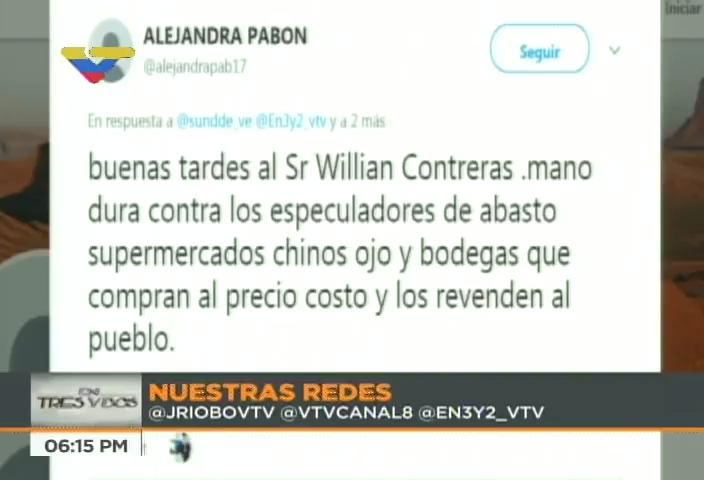 Iniciar
ALEJANDRA PABON
@alejandrapab17
Seguir
En respuesta a @sundde_ve @En3y2_vtv y a 2 más
buenas tardes al Sr Willian Contreras .mano
dura contra los especuladores de abasto
supermercados chinos ojo y bodegas que
compran al precio costo y los revenden al
pueblo.
TRES Y DOS
NUESTRAS REDES
@JRIOBOVTV @VTVCANAL8 @EN3Y2_VTV
06:15 PM